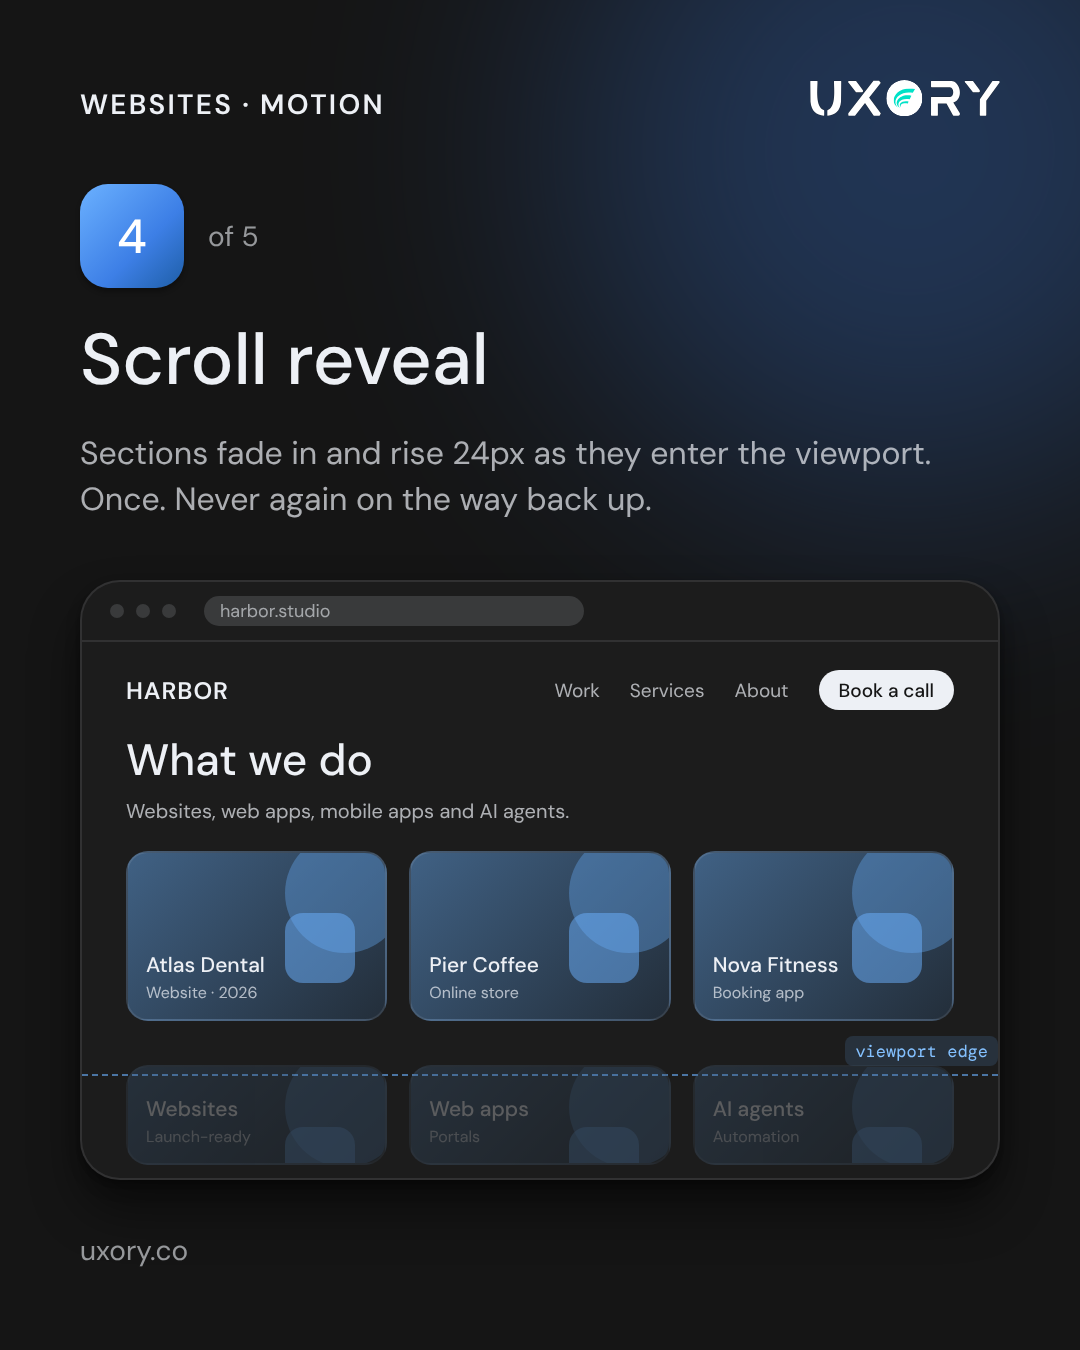 WEBSITES · MOTION
UXORY
4
of 5
Scroll reveal
Sections fade in and rise 24px as they enter the viewport.
Once. Never again on the way back up.
harbor.studio
HARBOR
Work
Services
About
Book a call
What we do
Websites, web apps, mobile apps and AI agents.
Atlas Dental
Website · 2026
Pier Coffee
Online store
Nova Fitness
Booking app
viewport edge
Websites
Launch-ready
Web apps
Portals
AI agents
Automation
uxory.co